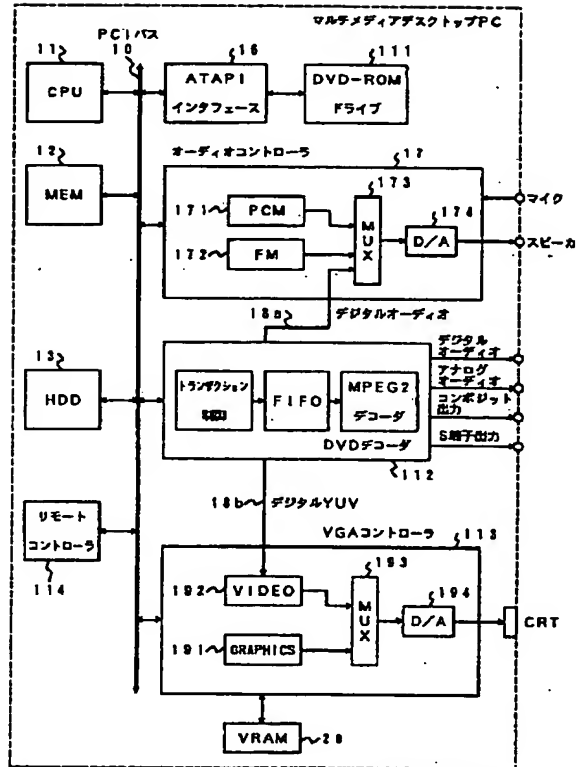 マルチメディアデスクトップPC
PCIバス
10
11
CPU
16
ATAPI
インタフェース
111
DVD-ROM
ドライブ
12
MEM
オーディオコントローラ
17
171
PCM
172
FM
173
MUX
174
D/A
マイク
スピーカ
18a
デジタルオーディオ
13
HDD
トランザクション
FIFO
MPEG2
デコーダ
DVDデコーダ
112
デジタル
オーディオ
アナログ
オーディオ
コンポジット
出力
S端子出力
18b
デジタルYUV
リモート
コントローラ
114
VGAコントローラ
113
192
VIDEO
191
GRAPHICS
193
MUX
194
D/A
CRT
VRAM
20